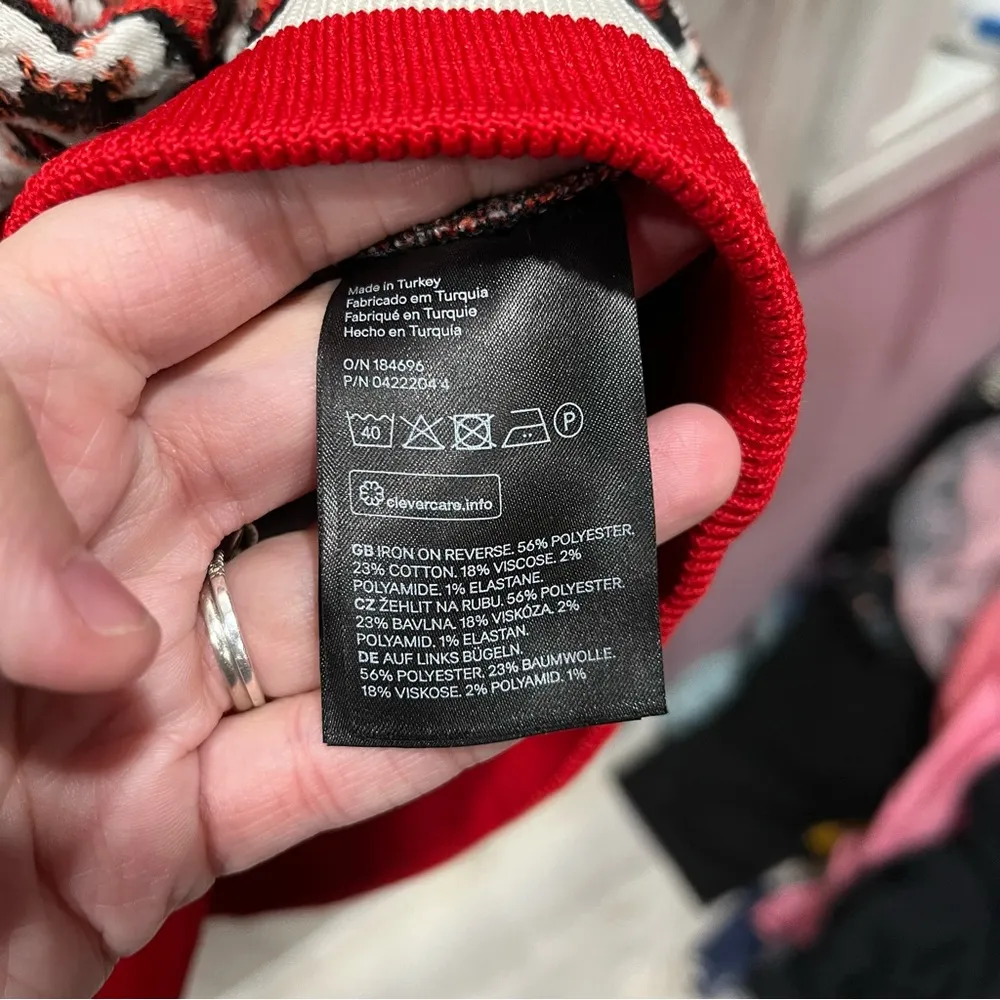 Made in Turkey
Fabricado em Turquia
Fabriqué en Turquie
Hecho en Turquía
O/N 184696
P/N 0422204 4
40 P
clevercare.info
GB IRON ON REVERSE. 56% POLYESTER.
23% COTTON. 18% VISCOSE. 2%
POLYAMIDE. 1% ELASTANE.
CZ ŽEHLIT NA RUBU. 56% POLYESTER.
23% BAVLNA. 18% VISKÓZA. 2%
POLYAMID. 1% ELASTAN.
DE AUF LINKS BÜGELN.
56% POLYESTER. 23% BAUMWOLLE.
18% VISKOSE. 2% POLYAMID. 1%